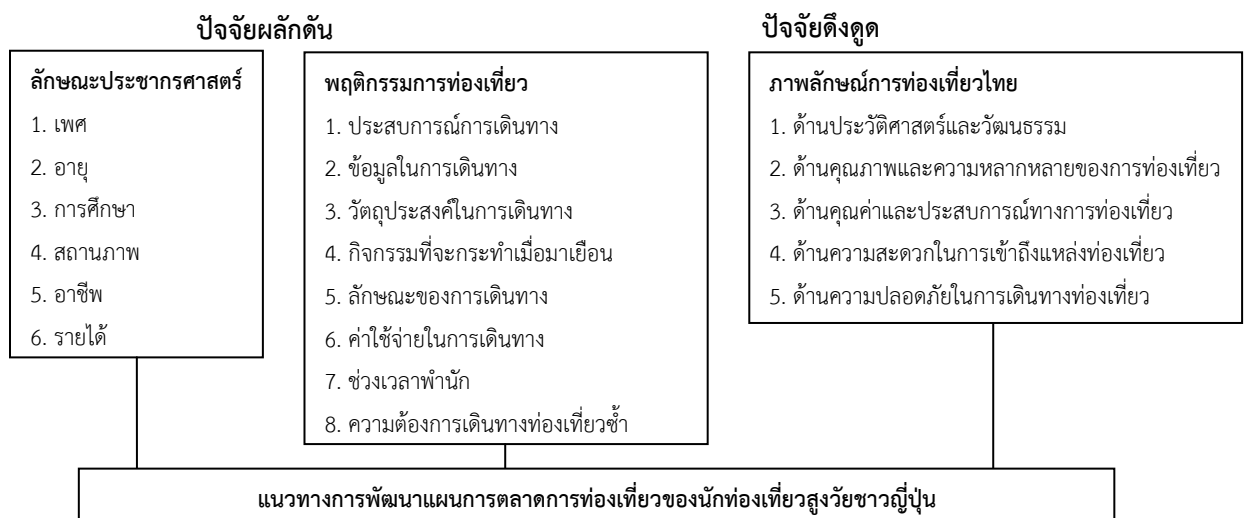 ปัจจัยผลักดัน
ปัจจัยดึงดูด
ลักษณะประชากรศาสตร์
1. เพศ
2. อายุ
3. การศึกษา
4. สถานภาพ
5. อาชีพ
6. รายได้
พฤติกรรมการท่องเที่ยว
1. ประสบการณ์การเดินทาง
2. ข้อมูลในการเดินทาง
3. วัตถุประสงค์ในการเดินทาง
4. กิจกรรมที่จะกระทำเมื่อมาเยือน
5. ลักษณะของการเดินทาง
6. ค่าใช้จ่ายในการเดินทาง
7. ช่วงเวลาพำนัก
8. ความต้องการเดินทางท่องเที่ยวซ้ำ
ภาพลักษณ์การท่องเที่ยวไทย
1. ด้านประวัติศาสตร์และวัฒนธรรม
2. ด้านคุณภาพและความหลากหลายของการท่องเที่ยว
3. ด้านคุณค่าและประสบการณ์ทางการท่องเที่ยว
4. ด้านความสะดวกในการเข้าถึงแหล่งท่องเที่ยว
5. ด้านความปลอดภัยในการเดินทางท่องเที่ยว
แนวทางการพัฒนาแผนการตลาดการท่องเที่ยวของนักท่องเที่ยวสูงวัยชาวญี่ปุ่น